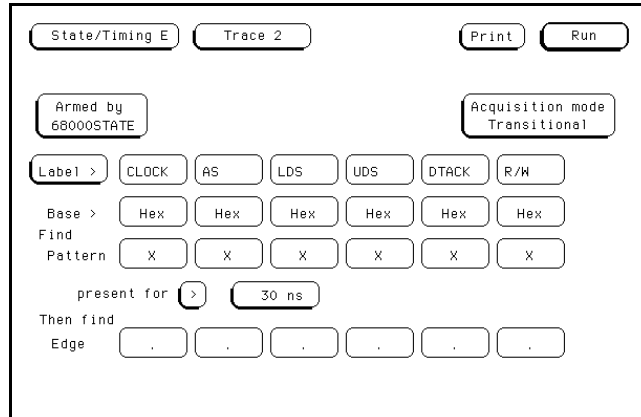 State/Timing E Trace 2 Print Run
Armed by
68000STATE
Acquisition mode
Transitional
Label > CLOCK AS LDS UDS DTACK R/W
Base > Hex Hex Hex Hex Hex Hex
Find
Pattern X X X X X X
present for > 30 ns
Then find
Edge . . . . . .